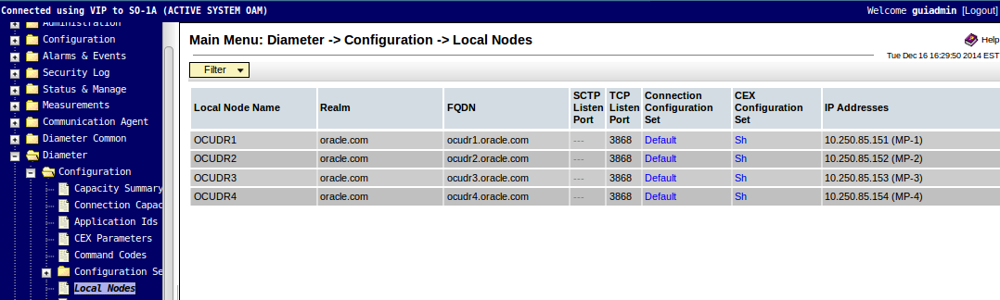 Connected using VIP to SO-1A (ACTIVE SYSTEM OAM)
Welcome guiadmin [Logout]
Administration
Configuration
Alarms & Events
Security Log
Status & Manage
Measurements
Communication Agent
Diameter Common
Diameter
Configuration
Capacity Summary
Connection Capac
Application Ids
CEX Parameters
Command Codes
Configuration Se
Local Nodes
Main Menu: Diameter -> Configuration -> Local Nodes
Help
Tue Dec 16 16:29:50 2014 EST
Filter
Local Node Name Realm FQDN SCTP Listen Port TCP Listen Port Connection Configuration Set CEX Configuration Set IP Addresses
OCUDR1 oracle.com ocudr1.oracle.com --- 3868 Default Sh 10.250.85.151 (MP-1)
OCUDR2 oracle.com ocudr2.oracle.com --- 3868 Default Sh 10.250.85.152 (MP-2)
OCUDR3 oracle.com ocudr3.oracle.com --- 3868 Default Sh 10.250.85.153 (MP-3)
OCUDR4 oracle.com ocudr4.oracle.com --- 3868 Default Sh 10.250.85.154 (MP-4)